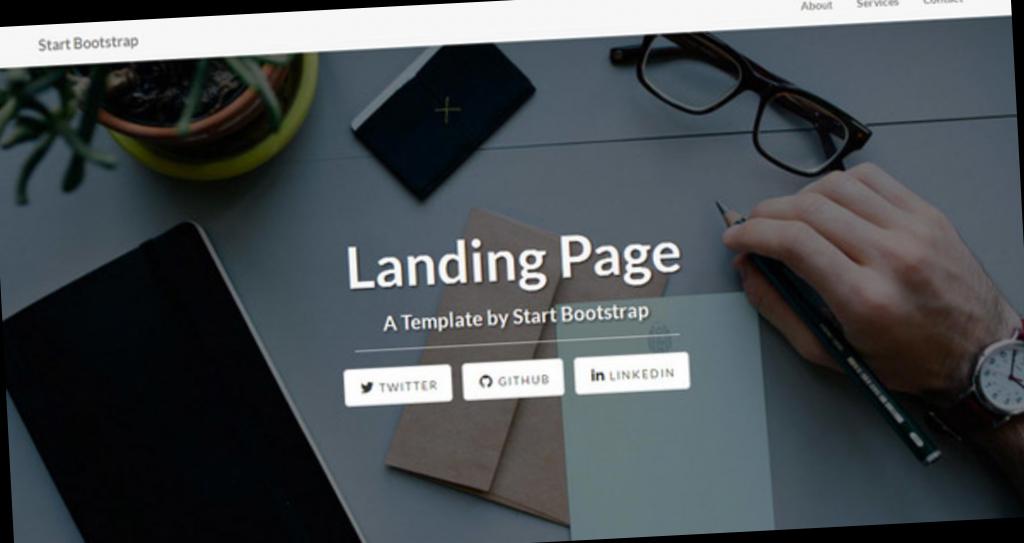 Start Bootstrap
About Services Contact
Landing Page
A Template by Start Bootstrap
TWITTER GITHUB LINKEDIN